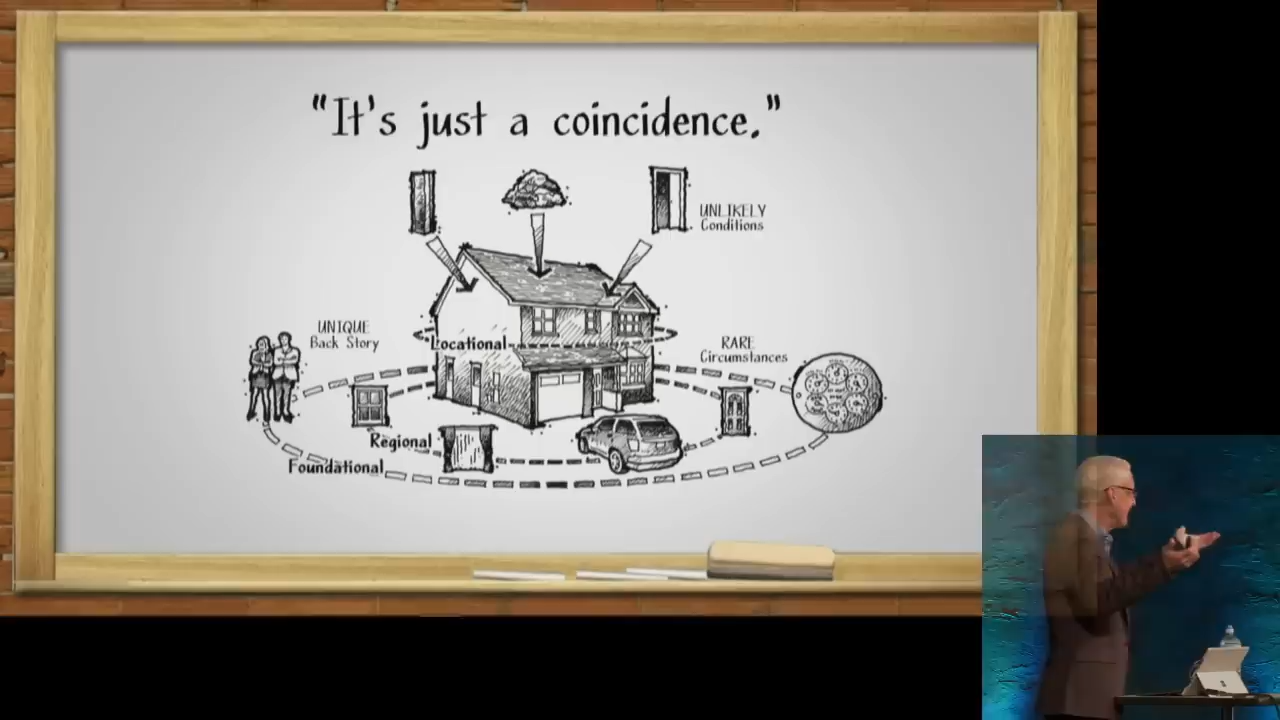 "It's just a coincidence."
UNLIKELY
Conditions
UNIQUE
Back Story
Locational
RARE
Circumstances
Regional
Foundational